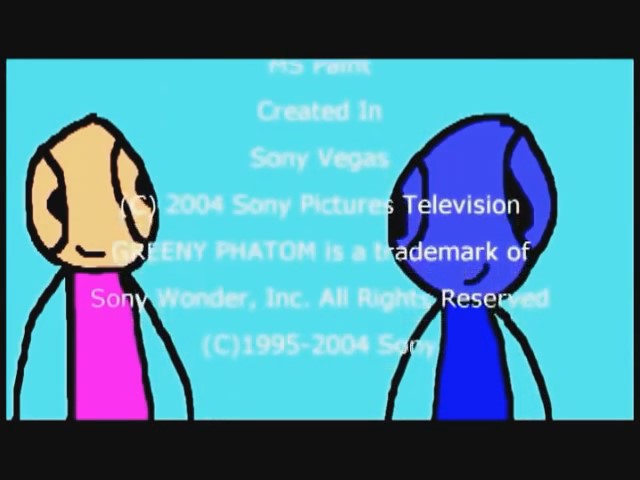 MS Paint
Created In
Sony Vegas
(C) 2004 Sony Pictures Television
GREENY PHATOM is a trademark of
Sony Wonder, Inc. All Rights Reserved
(C)1995-2004 Sony